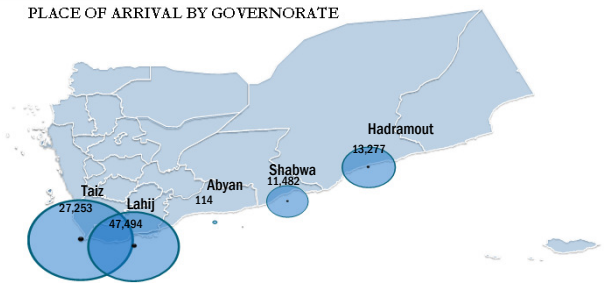 PLACE OF ARRIVAL BY GOVERNORATE
Hadramout
13,277
Shabwa
11,482
Abyan
114
Taiz
27,253
Lahij
47,494